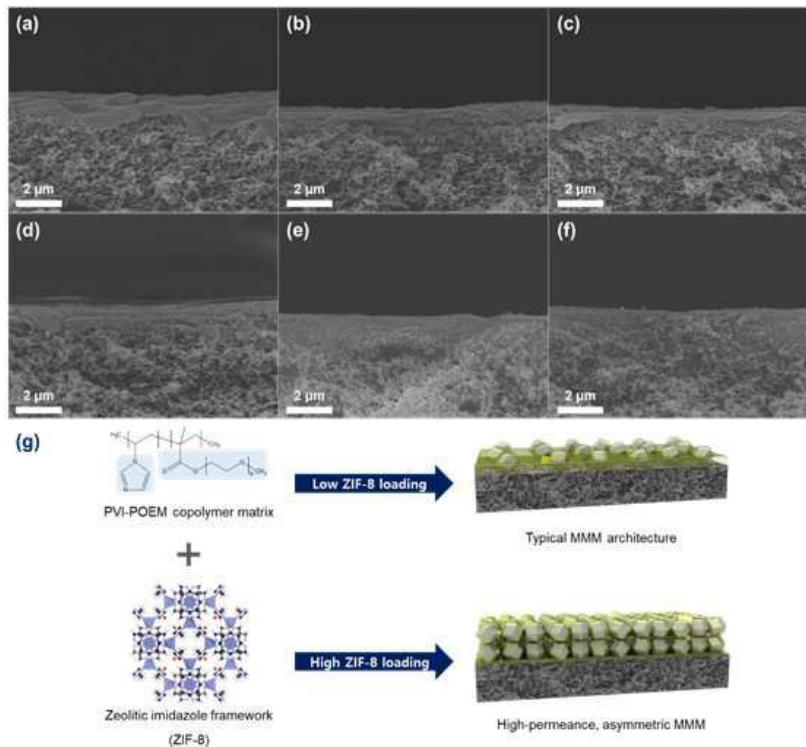 (a)
(b)
(c)
2 µm
2 µm
2 µm
(d)
(e)
(f)
2 µm
2 µm
2 µm
(g)
PVI-POEM copolymer matrix
Low ZIF-8 loading
Typical MMM architecture
+
High ZIF-8 loading
Zeolitic imidazole framework
(ZIF-8)
High-permeance, asymmetric MMM